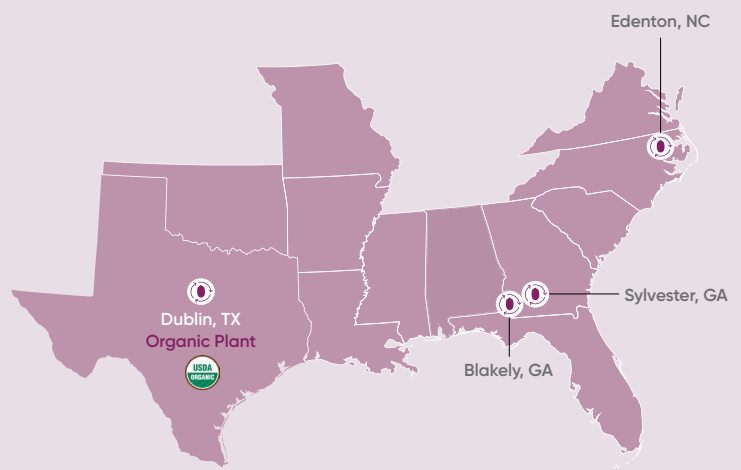 Edenton, NC
Sylvester, GA
Dublin, TX
Organic Plant
USDA
ORGANIC
Blakely, GA